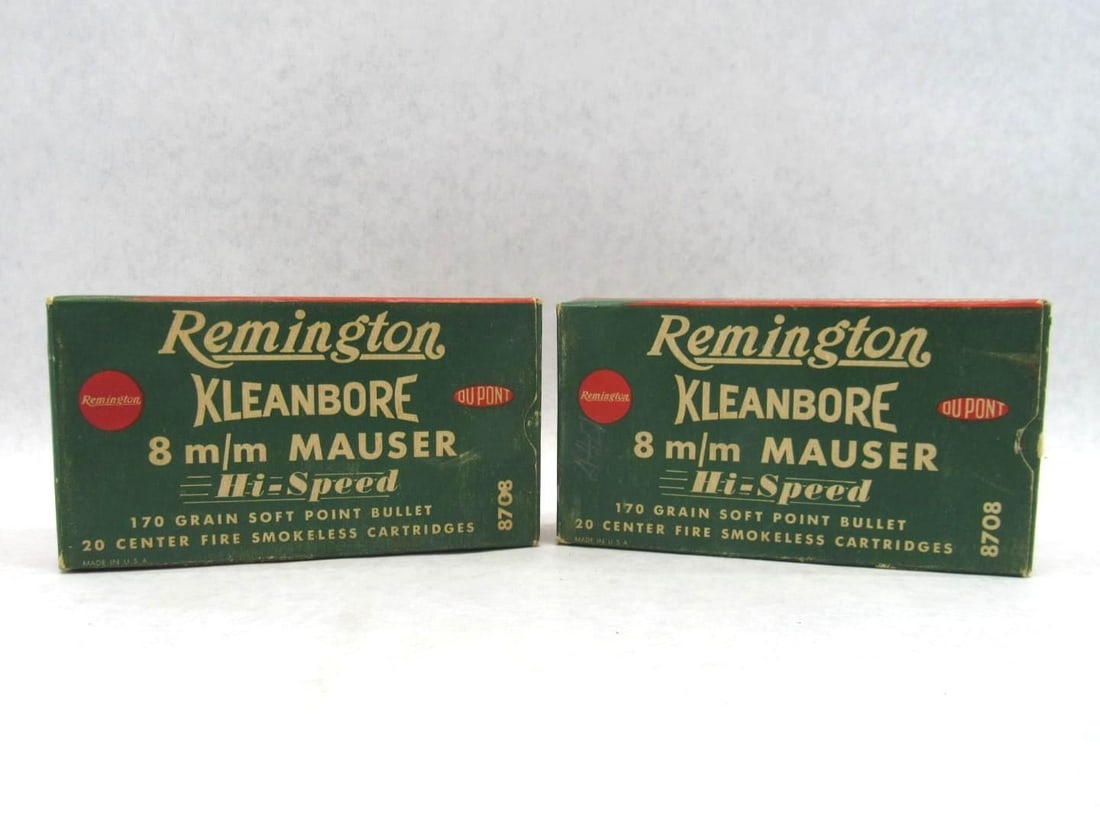 Remington
KLEANBORE
Remington
DU PONT
8 m/m MAUSER
Hi-Speed
170 GRAIN SOFT POINT BULLET
20 CENTER FIRE SMOKELESS CARTRIDGES
MADE IN U.S.A.
8708
Remington
KLEANBORE
Remington
DU PONT
8 m/m MAUSER
Hi-Speed
170 GRAIN SOFT POINT BULLET
20 CENTER FIRE SMOKELESS CARTRIDGES
MADE IN U.S.A.
8708